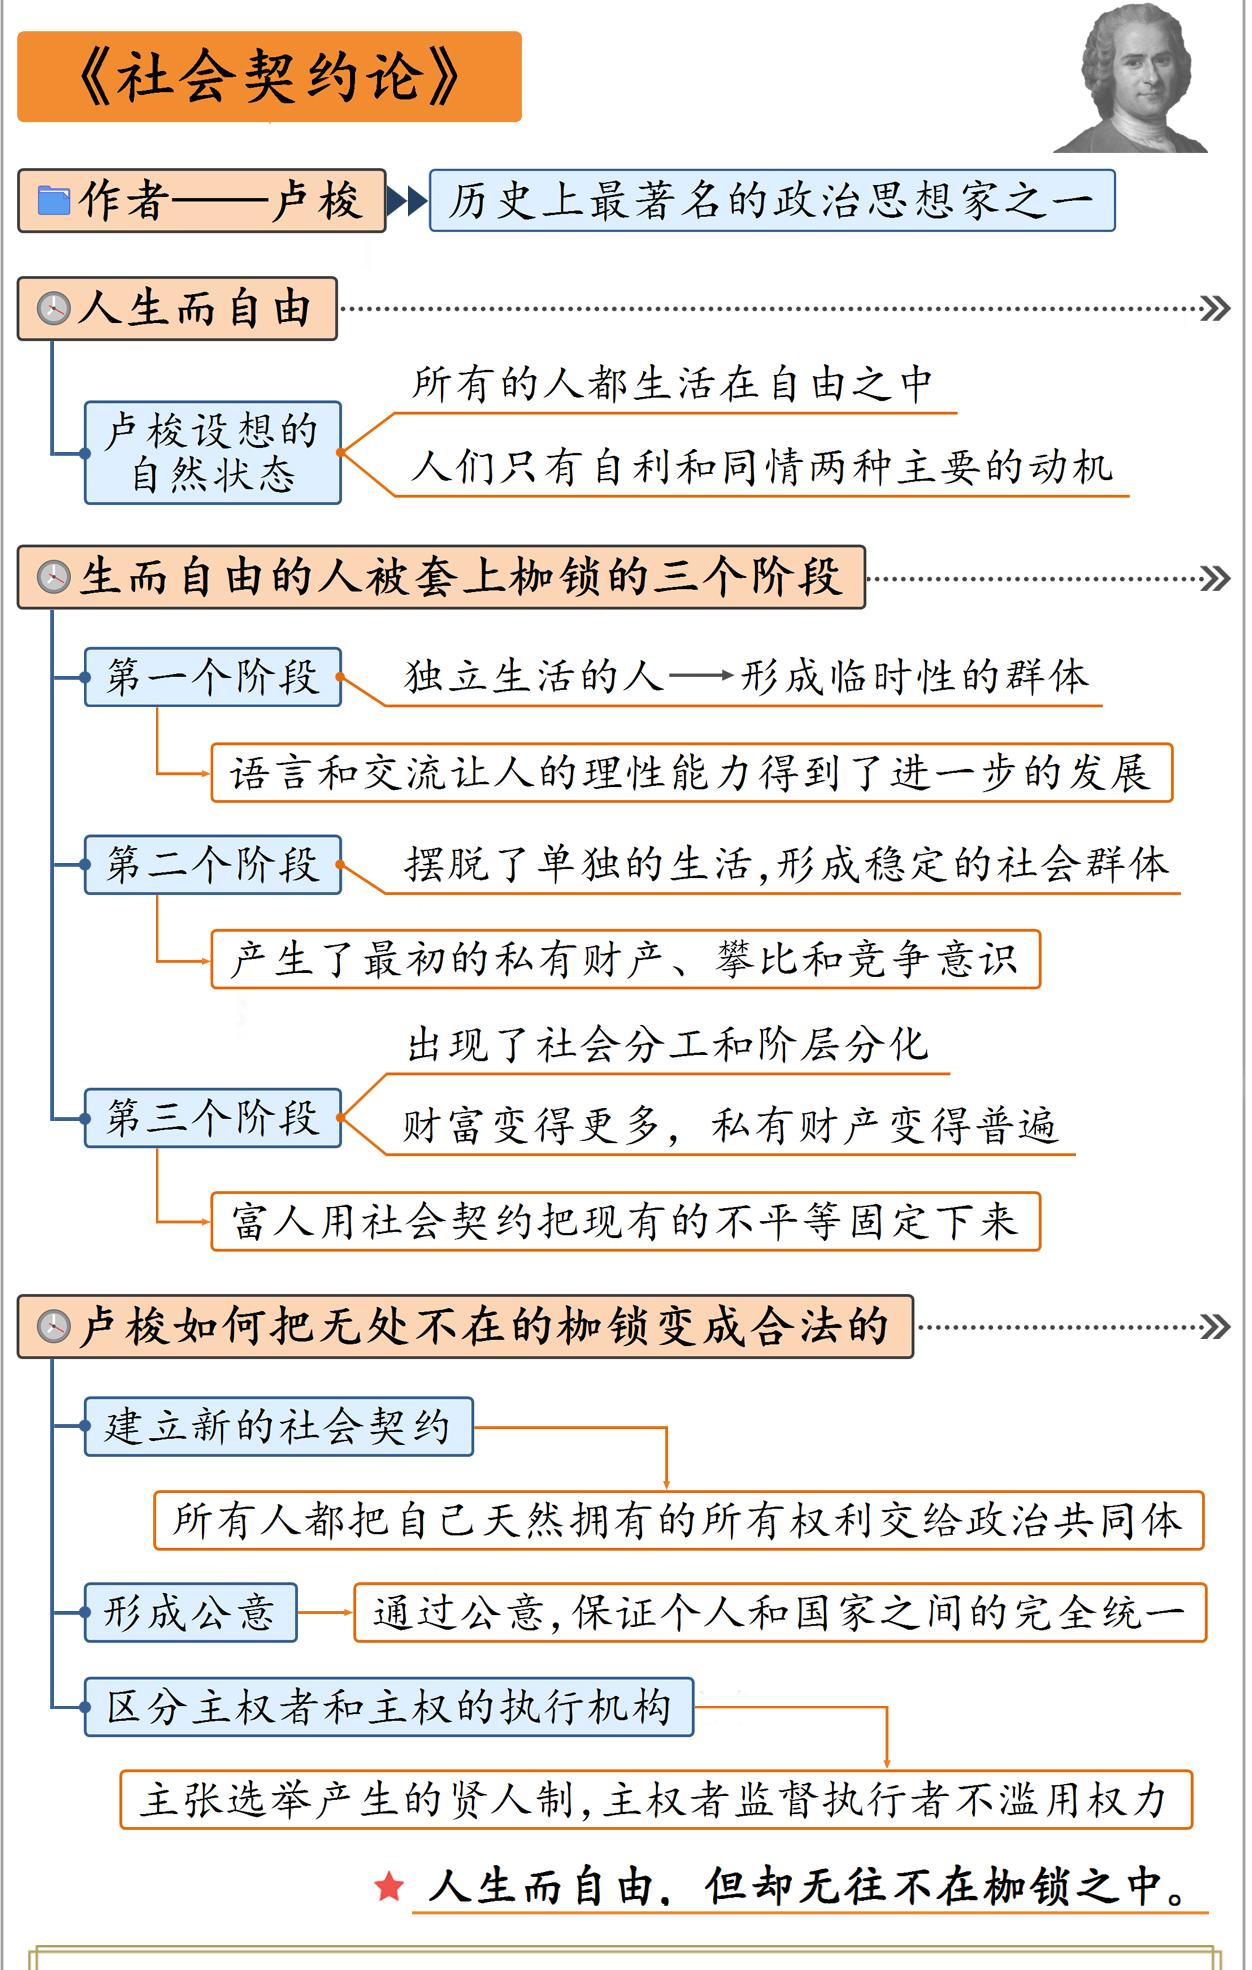 《社会契约论》
作者——卢梭
历史上最著名的政治思想家之一
人生而自由
卢梭设想的
自然状态
所有的人都生活在自由之中
人们只有自利和同情两种主要的动机
生而自由的人被套上枷锁的三个阶段
第一个阶段
独立生活的人→形成临时性的群体
语言和交流让人的理性能力得到了进一步的发展
第二个阶段
摆脱了单独的生活,形成稳定的社会群体
产生了最初的私有财产、攀比和竞争意识
第三个阶段
出现了社会分工和阶层分化
财富变得更多，私有财产变得普遍
富人用社会契约把现有的不平等固定下来
卢梭如何把无处不在的枷锁变成合法的
建立新的社会契约
所有人都把自己天然拥有的所有权利交给政治共同体
形成公意
通过公意,保证个人和国家之间的完全统一
区分主权者和主权的执行机构
主张选举产生的贤人制,主权者监督执行者不滥用权力
人生而自由，但却无往不在枷锁之中。